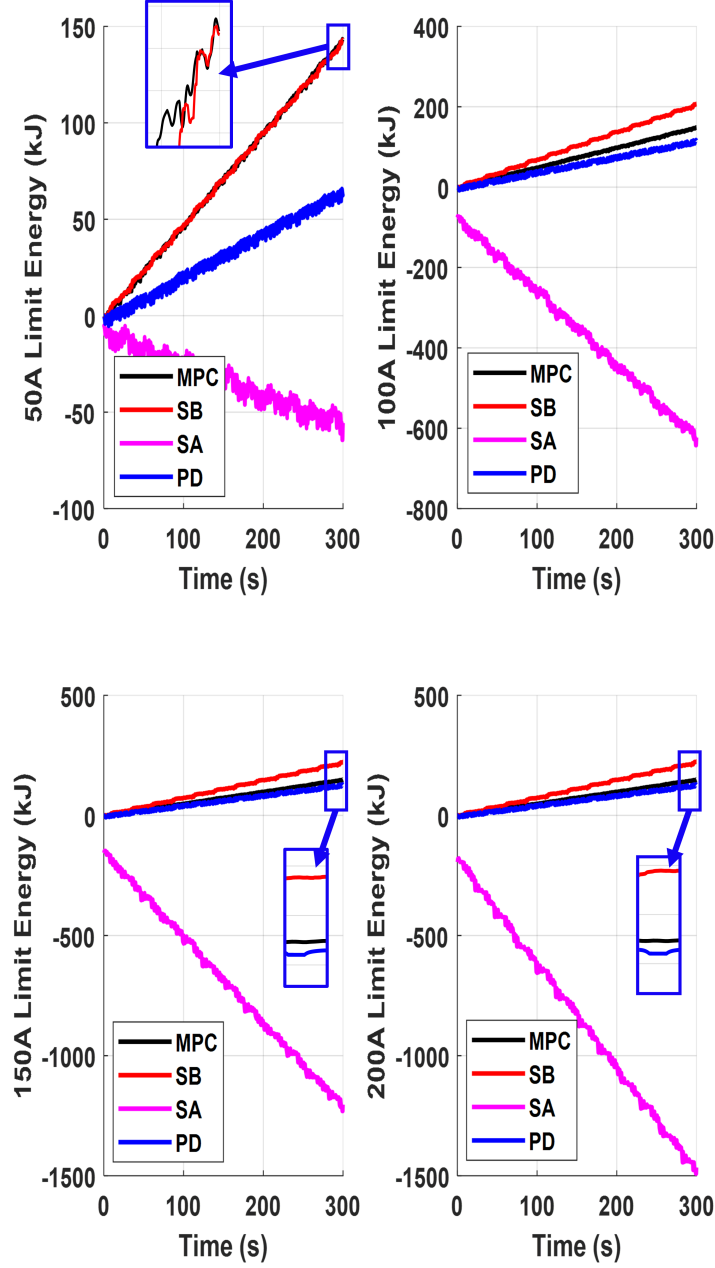 50A Limit Energy (kJ)
150
100
50
0
-50
-100
MPC
SB
SA
PD
0 100 200 300
Time (s)
100A Limit Energy (kJ)
400
200
0
-200
-400
-600
-800
MPC
SB
SA
PD
0 100 200 300
Time (s)
150A Limit Energy (kJ)
500
0
-500
-1000
-1500
MPC
SB
SA
PD
0 100 200 300
Time (s)
200A Limit Energy (kJ)
500
0
-500
-1000
-1500
MPC
SB
SA
PD
0 100 200 300
Time (s)